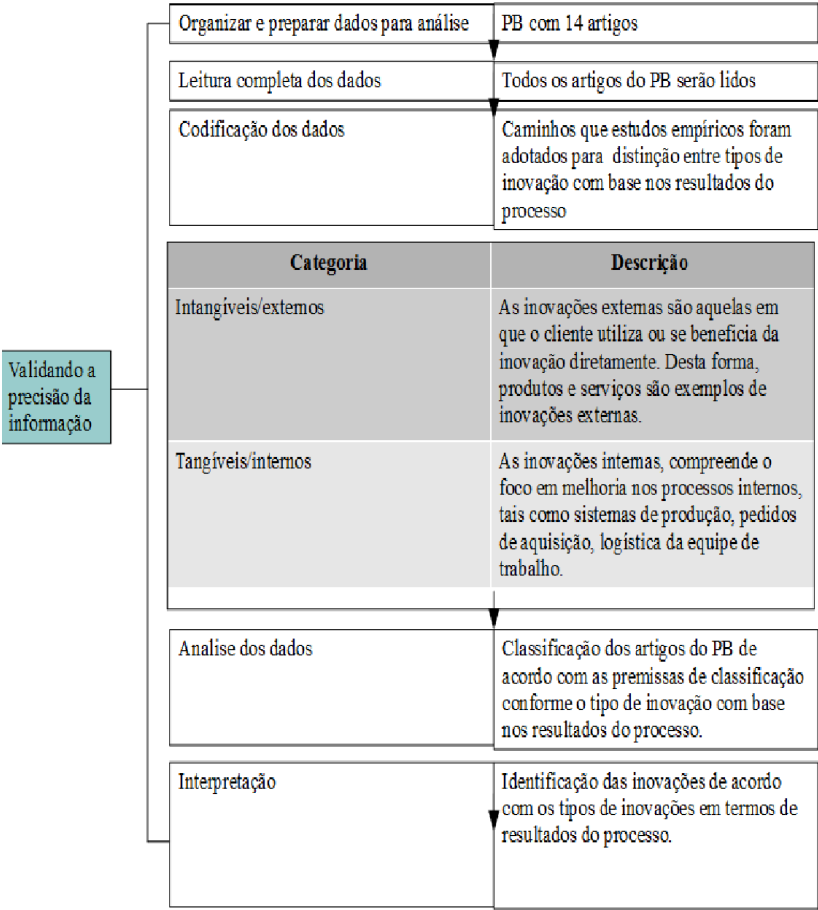 Organizar e preparar dados para análise
PB com 14 artigos
Leitura completa dos dados
Todos os artigos do PB serão lidos
Codificação dos dados
Caminhos que estudos empíricos foram
adotados para distinção entre tipos de
inovação com base nos resultados do
processo
Categoria
Descrição
Intangíveis/externos
As inovações externas são aquelas em
que o cliente utiliza ou se beneficia da
inovação diretamente. Desta forma,
produtos e serviços são exemplos de
inovações externas.
Validando a
precisão da
informação
Tangíveis/internos
As inovações internas, compreende o
foco em melhoria nos processos internos,
tais como sistemas de produção, pedidos
de aquisição, logística da equipe de
trabalho.
Analise dos dados
Classificação dos artigos do PB de
acordo com as premissas de classificação
conforme o tipo de inovação com base
nos resultados do processo.
Interpretação
Identificação das inovações de acordo
com os tipos de inovações em termos de
resultados do processo.